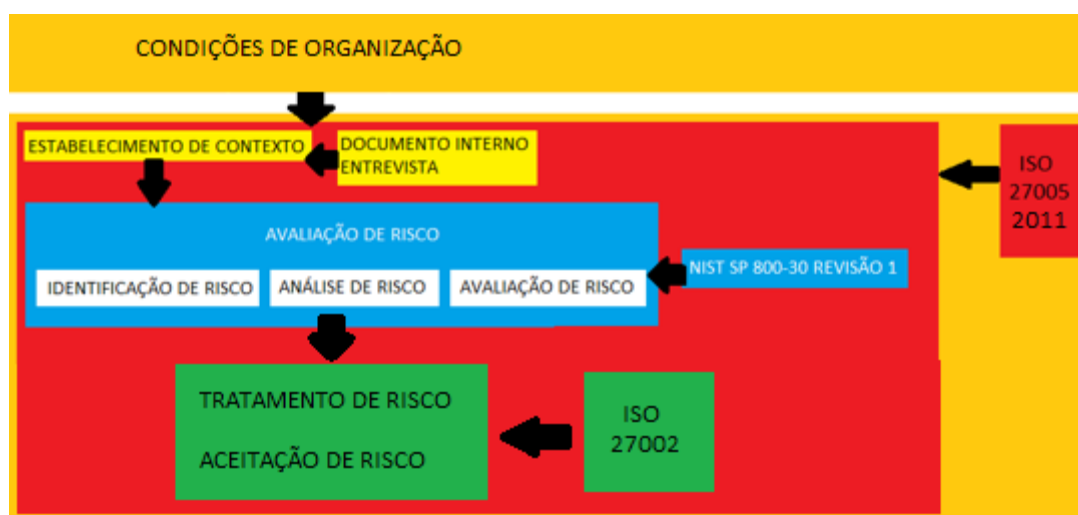 CONDIÇÕES DE ORGANIZAÇÃO
ESTABELECIMENTO DE CONTEXTO
DOCUMENTO INTERNO
ENTREVISTA
ISO
27005
2011
AVALIAÇÃO DE RISCO
IDENTIFICAÇÃO DE RISCO
ANÁLISE DE RISCO
AVALIAÇÃO DE RISCO
NIST SP 800-30 REVISÃO 1
TRATAMENTO DE RISCO
ACEITAÇÃO DE RISCO
ISO
27002